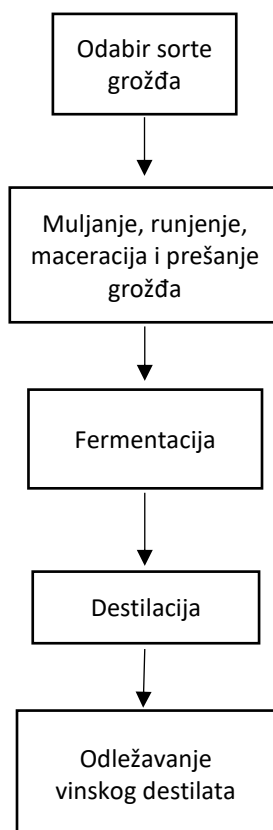 Odabir sorte
grožđa
Muljanje, runjenje,
maceracija i prešanje
grožđa
Fermentacija
Destilacija
Odležavanje
vinskog destilata